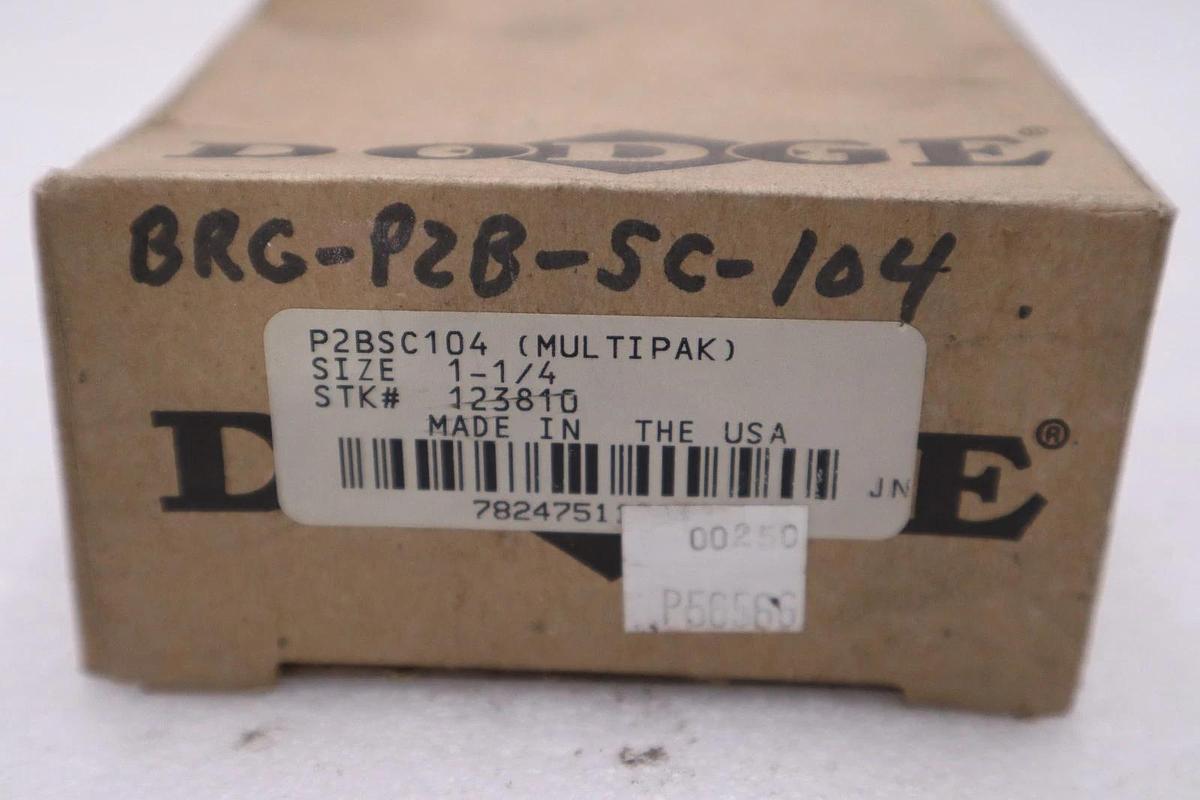 DODGE®
BRG-P2B-SC-104
P2BSC104 (MULTIPAK)
SIZE 1-1/4
STK# 123810
MADE IN THE USA
D E®
JN
00250